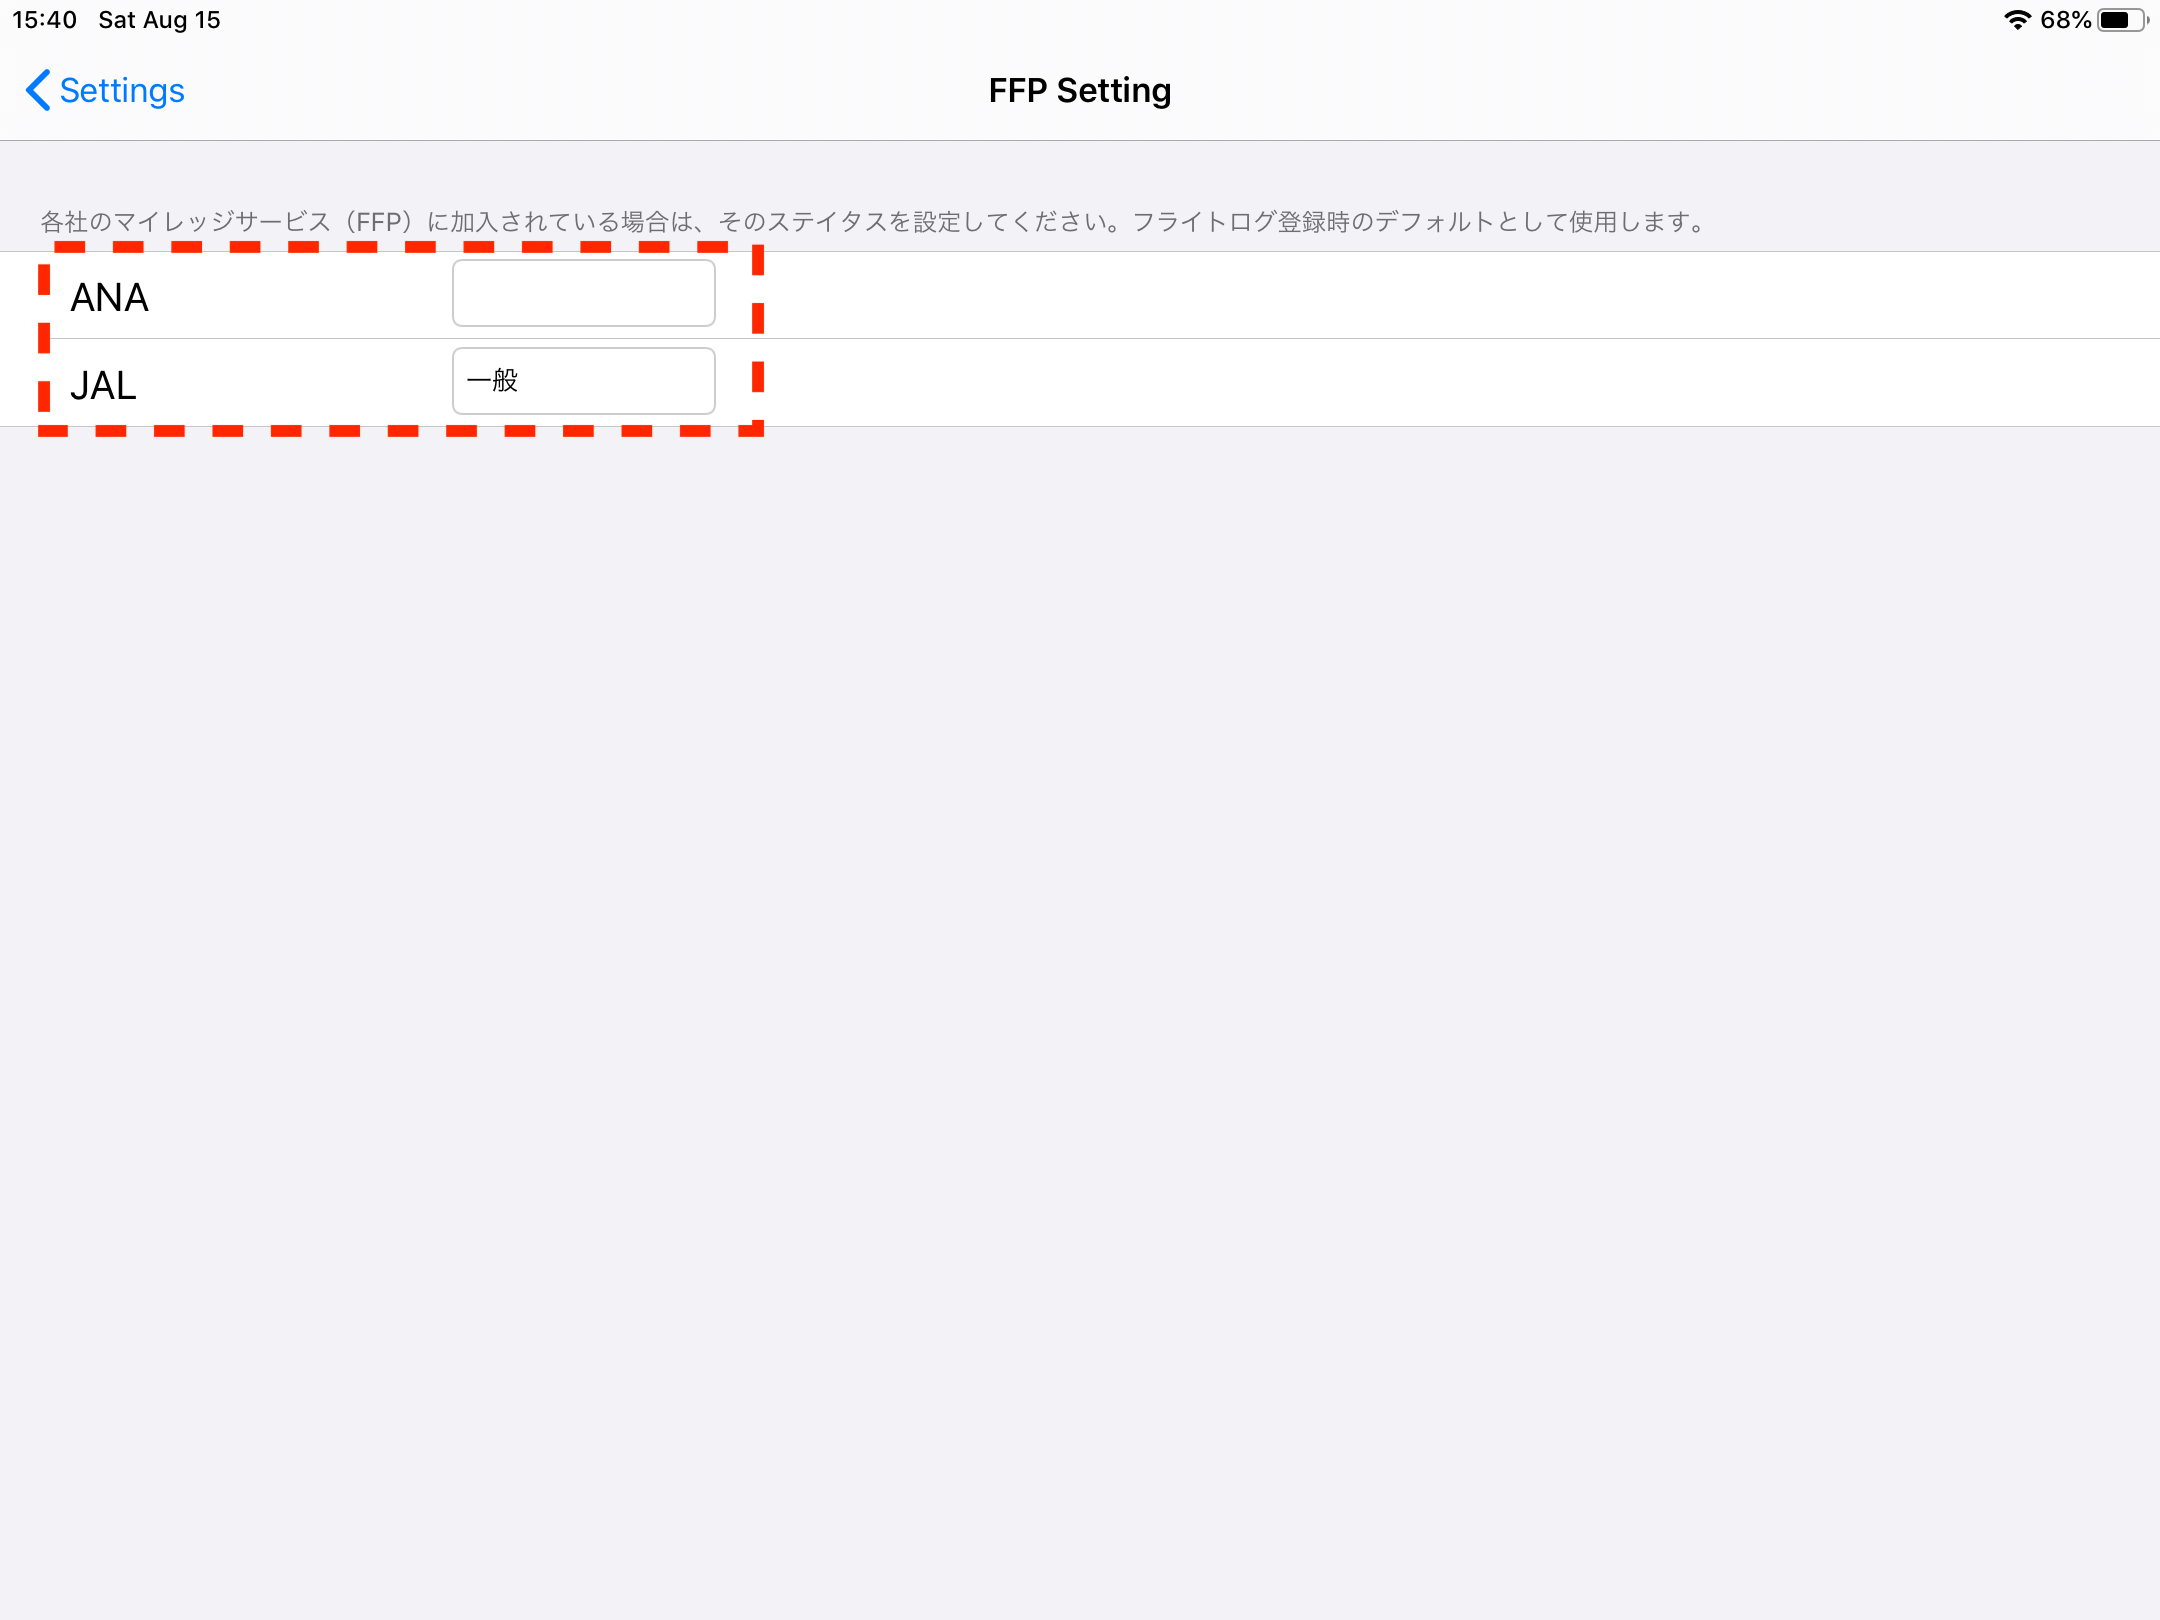 15:40 Sat Aug 15 68%
Settings FFP Setting
各社のマイレッジサービス（FFP）に加入されている場合は、そのステイタスを設定してください。フライトログ登録時のデフォルトとして使用します。
ANA
JAL 一般